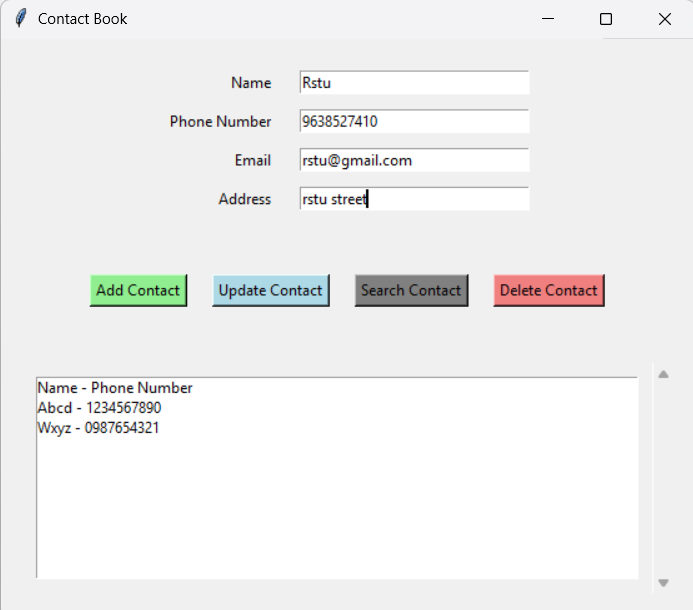 Contact Book
Name Rstu
Phone Number 9638527410
Email rstu@gmail.com
Address rstu street
Add Contact Update Contact Search Contact Delete Contact
Name - Phone Number
Abcd - 1234567890
Wxyz - 0987654321